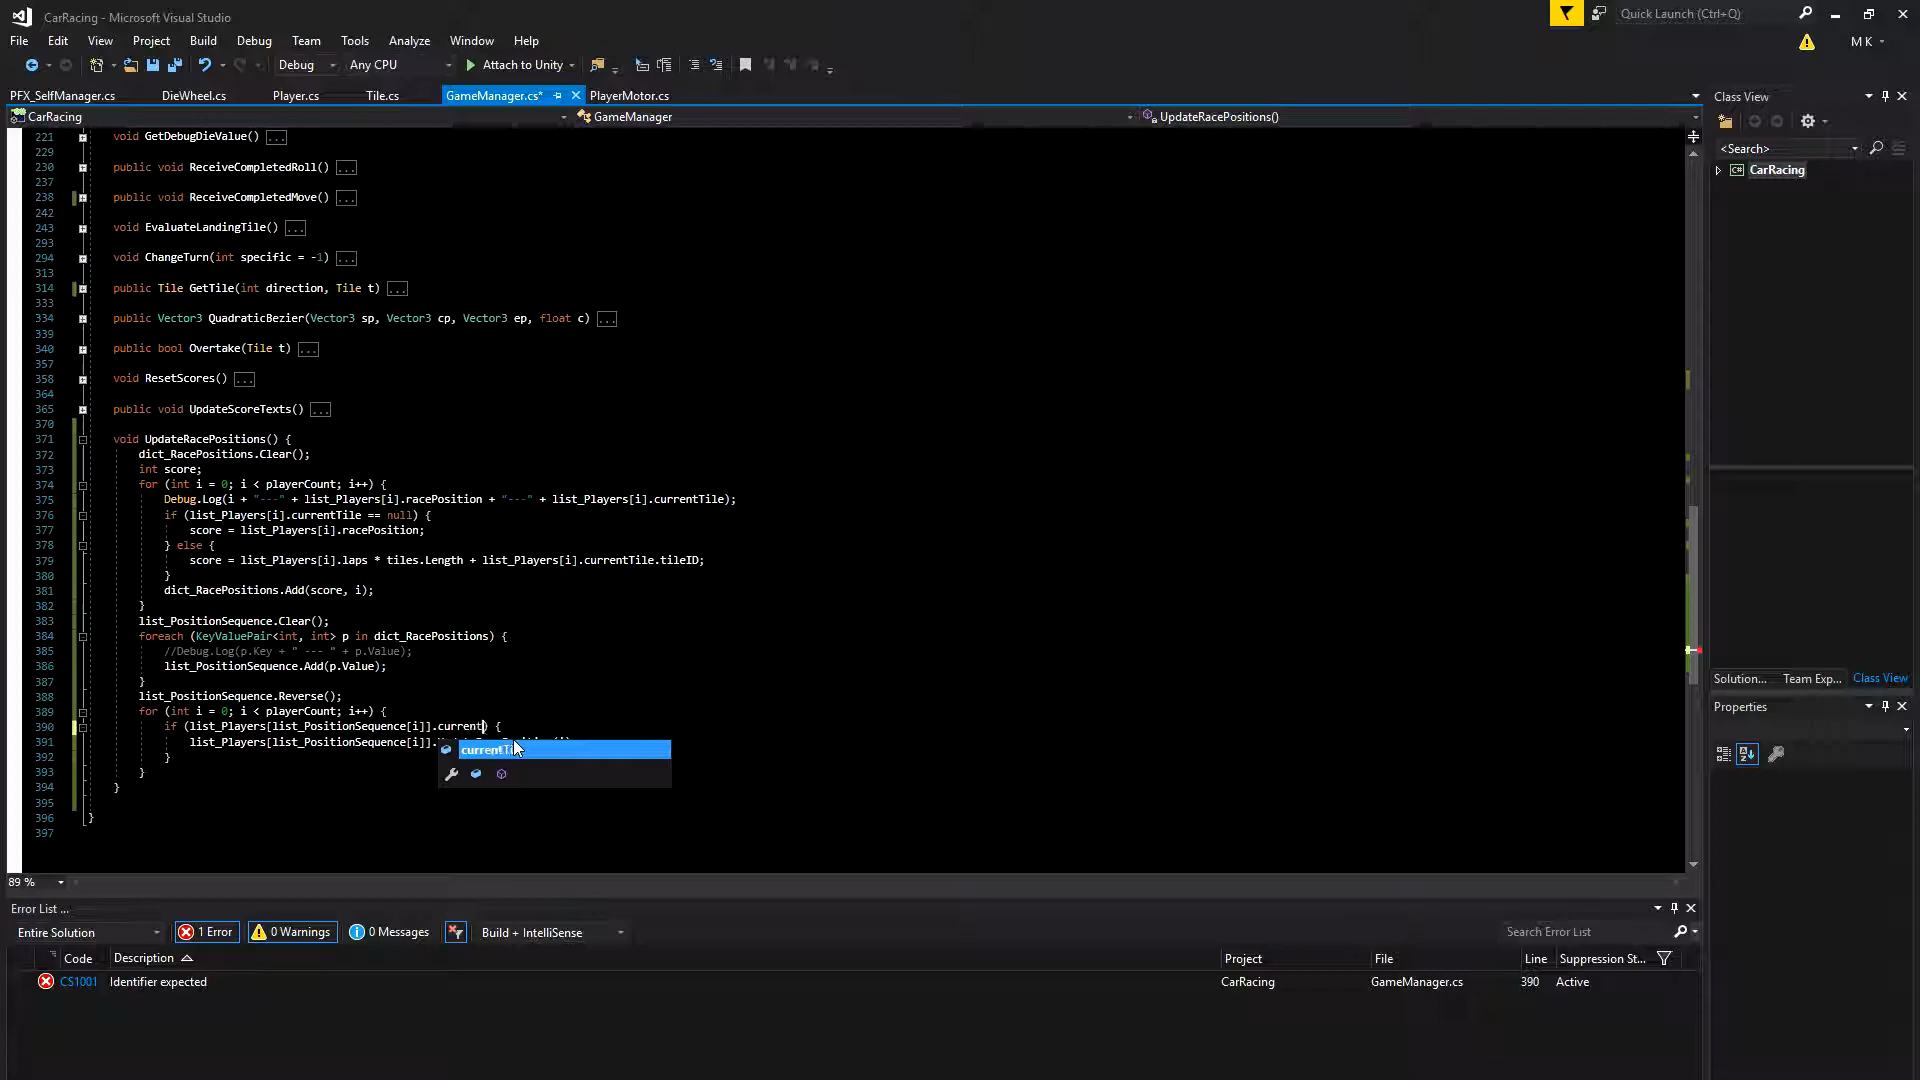 CarRacing - Microsoft Visual Studio
Quick Launch (Ctrl+Q)
File Edit View Project Build Debug Team Tools Analyze Window Help
M K
Debug Any CPU Attach to Unity
PFX_SelfManager.cs DieWheel.cs Player.cs Tile.cs GameManager.cs* PlayerMotor.cs
CarRacing GameManager UpdateRacePositions()
221 void GetDebugDieValue() ...
229
230 public void ReceiveCompletedRoll() ...
237
238 public void ReceiveCompletedMove() ...
242
243 void EvaluateLandingTile() ...
293
294 void ChangeTurn(int specific = -1) ...
313
314 public Tile GetTile(int direction, Tile t) ...
333
334 public Vector3 QuadraticBezier(Vector3 sp, Vector3 cp, Vector3 ep, float c) ...
339
340 public bool Overtake(Tile t) ...
357
358 void ResetScores() ...
364
365 public void UpdateScoreTexts() ...
370
371 void UpdateRacePositions() {
372 dict_RacePositions.Clear();
373 int score;
374 for (int i = 0; i < playerCount; i++) {
375 Debug.Log(i + "---" + list_Players[i].racePosition + "---" + list_Players[i].currentTile);
376 if (list_Players[i].currentTile == null) {
377 score = list_Players[i].racePosition;
378 } else {
379 score = list_Players[i].laps * tiles.Length + list_Players[i].currentTile.tileID;
380 }
381 dict_RacePositions.Add(score, i);
382 }
383 list_PositionSequence.Clear();
384 foreach (KeyValuePair<int, int> p in dict_RacePositions) {
385 //Debug.Log(p.Key + " --- " + p.Value);
386 list_PositionSequence.Add(p.Value);
387 }
388 list_PositionSequence.Reverse();
389 for (int i = 0; i < playerCount; i++) {
390 if (list_Players[list_PositionSequence[i]].current) {
391 list_Players[list_PositionSequence[i]].
392 }
393 }
394 }
395
396 }
397
89 %
Class View
<Search>
CarRacing
Solution... Team Exp... Class View
Properties
Error List ...
Entire Solution 1 Error 0 Warnings 0 Messages Build + IntelliSense Search Error List
Code Description Project File Line Suppression St...
CS1001 Identifier expected CarRacing GameManager.cs 390 Active